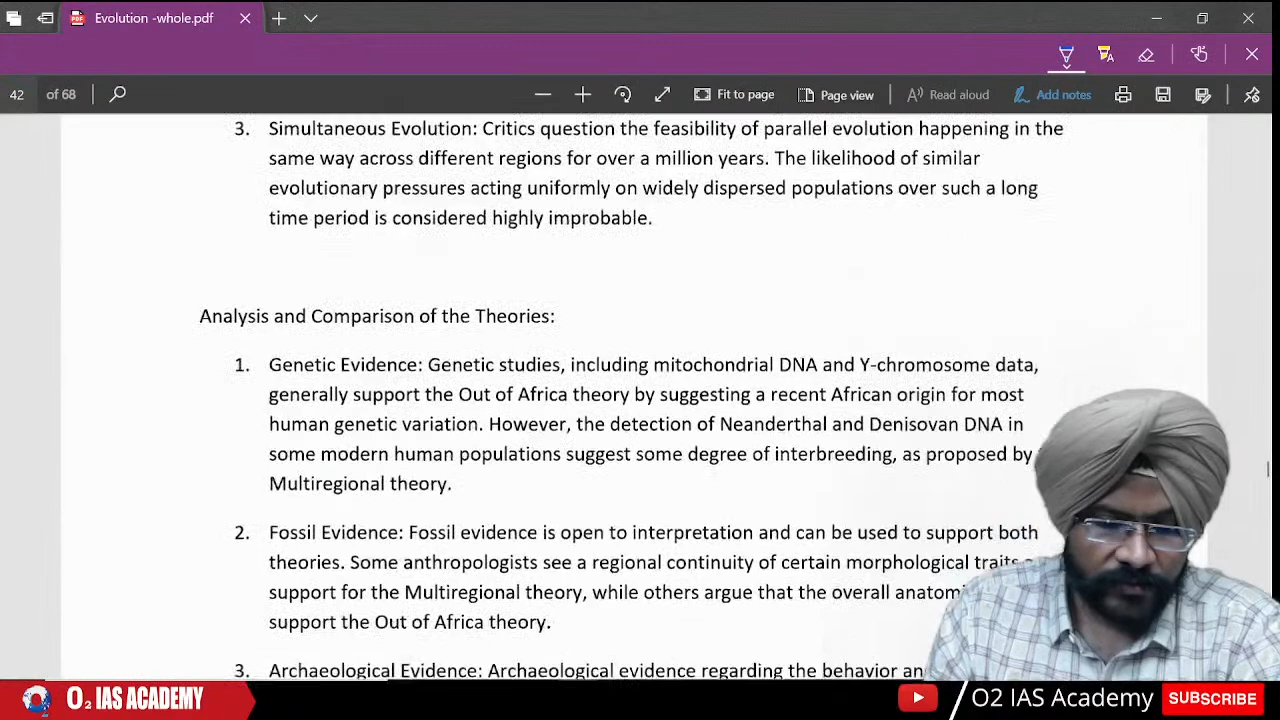 Evolution -whole.pdf
42 of 68
Fit to page
Page view
Read aloud
Add notes
3. Simultaneous Evolution: Critics question the feasibility of parallel evolution happening in the
same way across different regions for over a million years. The likelihood of similar
evolutionary pressures acting uniformly on widely dispersed populations over such a long
time period is considered highly improbable.
Analysis and Comparison of the Theories:
1. Genetic Evidence: Genetic studies, including mitochondrial DNA and Y-chromosome data,
generally support the Out of Africa theory by suggesting a recent African origin for most
human genetic variation. However, the detection of Neanderthal and Denisovan DNA in
some modern human populations suggest some degree of interbreeding, as proposed by
Multiregional theory.
2. Fossil Evidence: Fossil evidence is open to interpretation and can be used to support both
theories. Some anthropologists see a regional continuity of certain morphological traits
support for the Multiregional theory, while others argue that the overall
support the Out of Africa theory.
3. Archaeological Evidence: Archaeological evidence regarding the behavior
O2 IAS ACADEMY
O2 IAS Academy
SUBSCRIBE